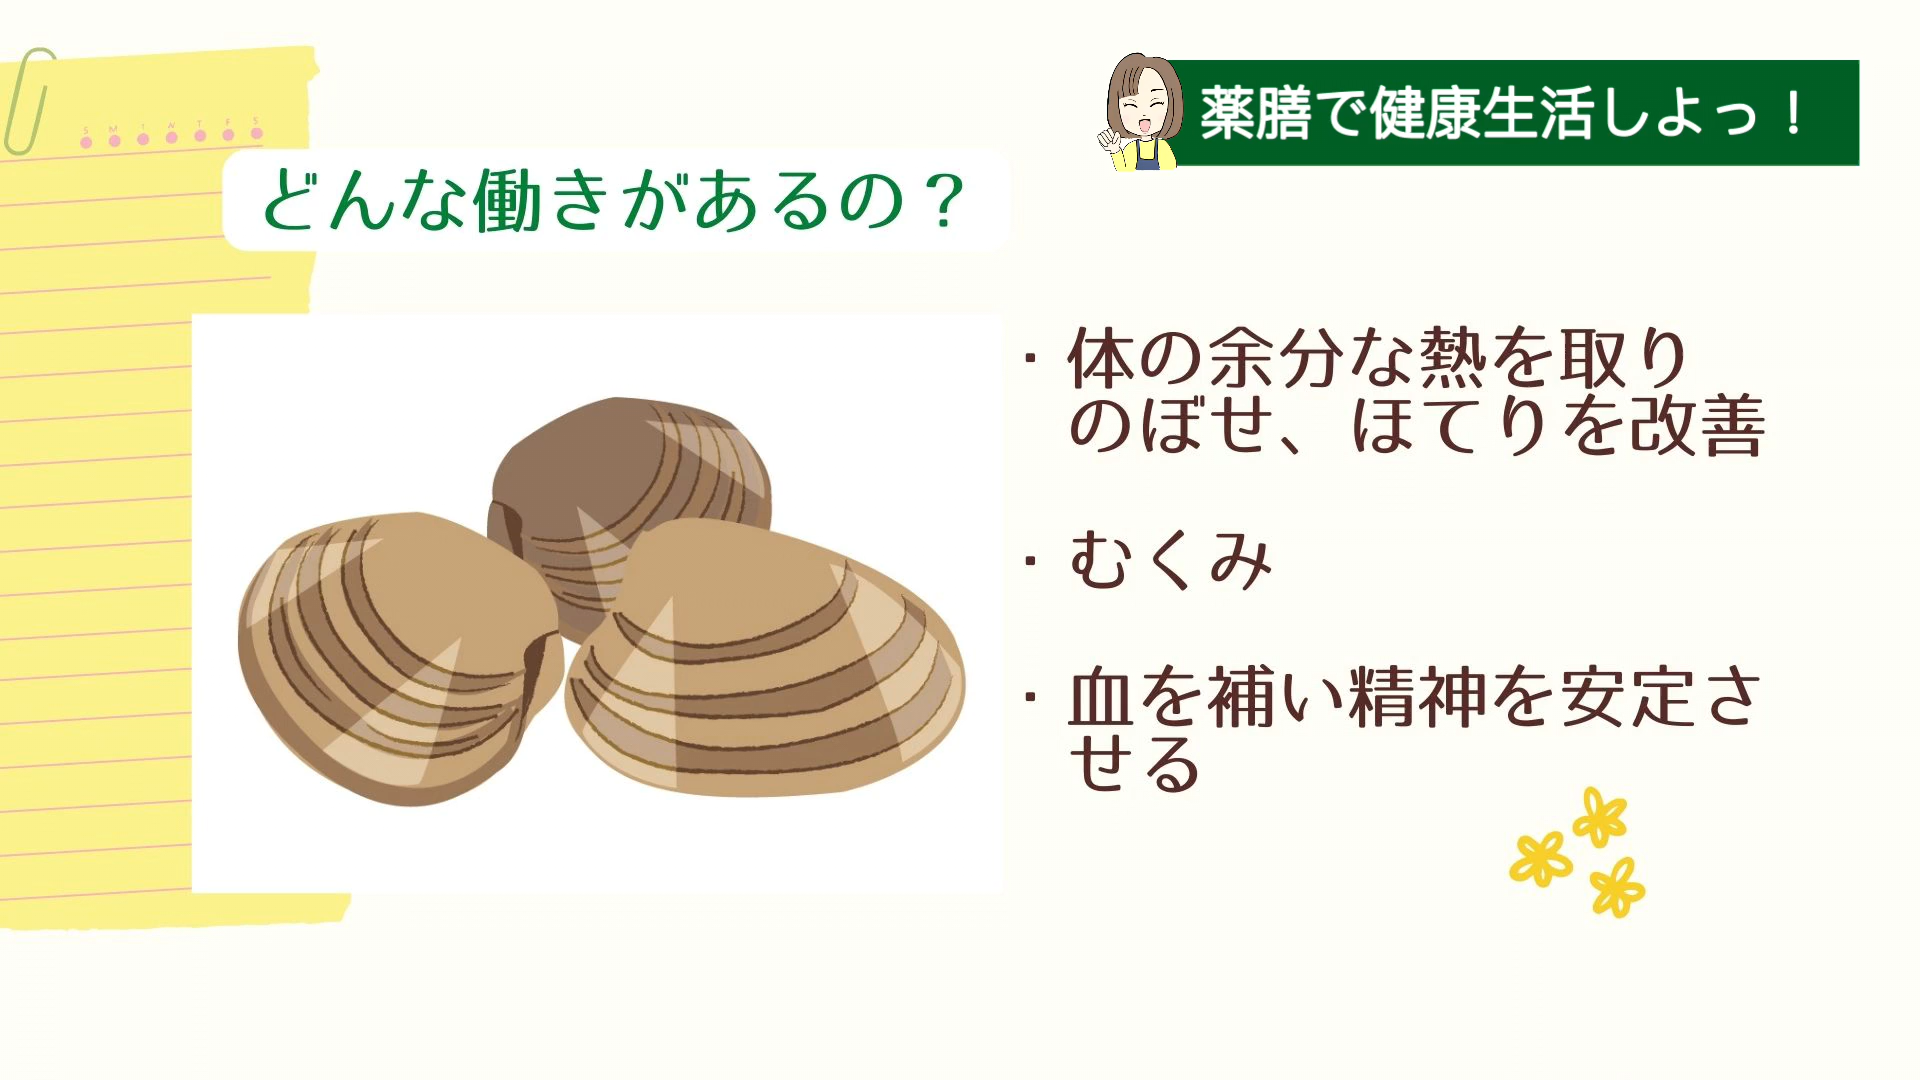 薬膳で健康生活しよっ！
S M T W T F S
どんな働きがあるの？
・体の余分な熱を取り
のぼせ、ほてりを改善
・むくみ
・血を補い精神を安定さ
せる